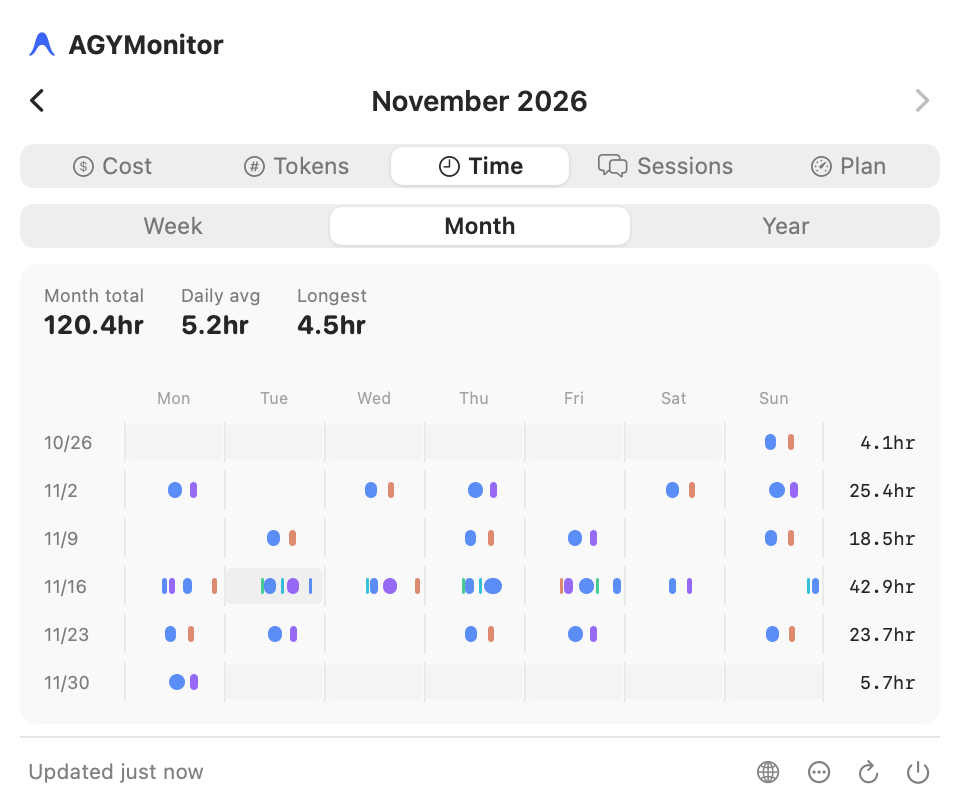 AGYMonitor
November 2026
$ Cost # Tokens Time Sessions Plan
Week Month Year
Month total Daily avg Longest
120.4hr 5.2hr 4.5hr
Mon Tue Wed Thu Fri Sat Sun
10/26 4.1hr
11/2 25.4hr
11/9 18.5hr
11/16 42.9hr
11/23 23.7hr
11/30 5.7hr
Updated just now